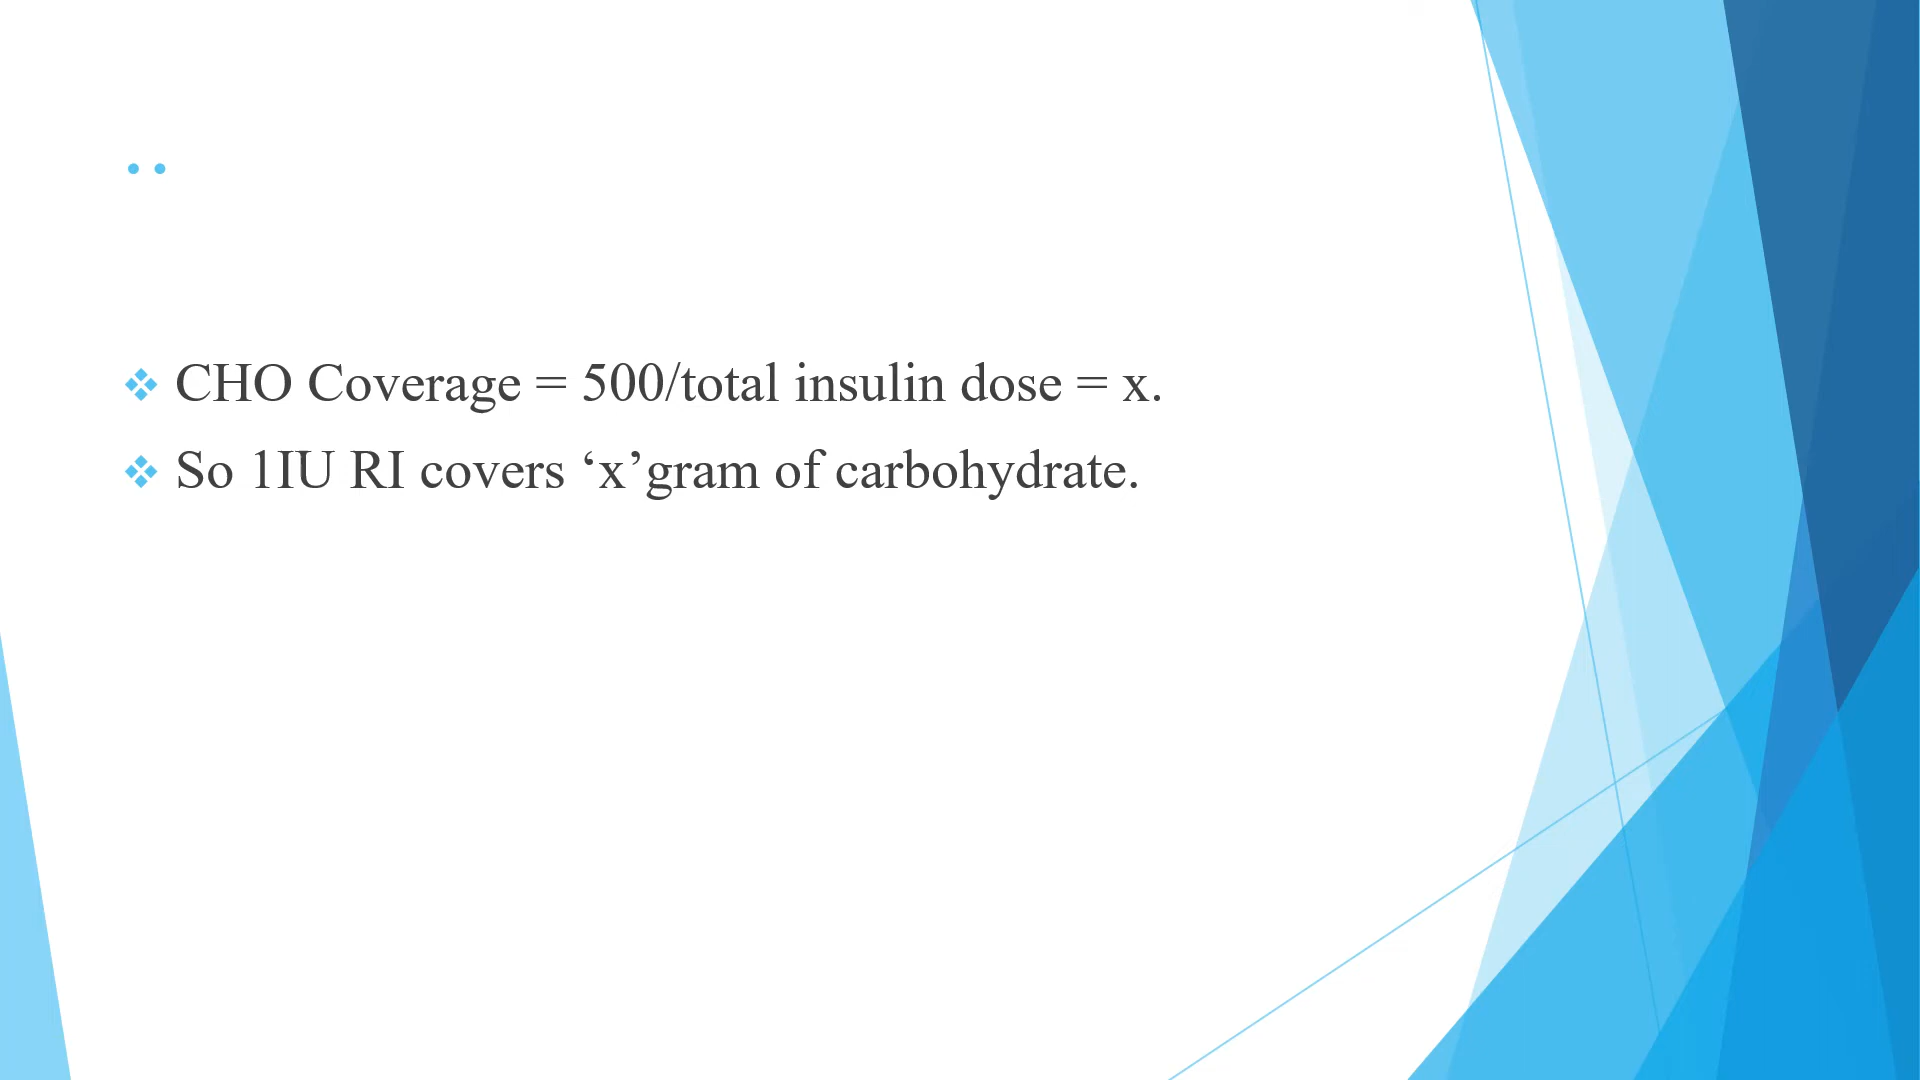 ..
❖ CHO Coverage = 500/total insulin dose = x.
❖ So 1IU RI covers ‘x’gram of carbohydrate.